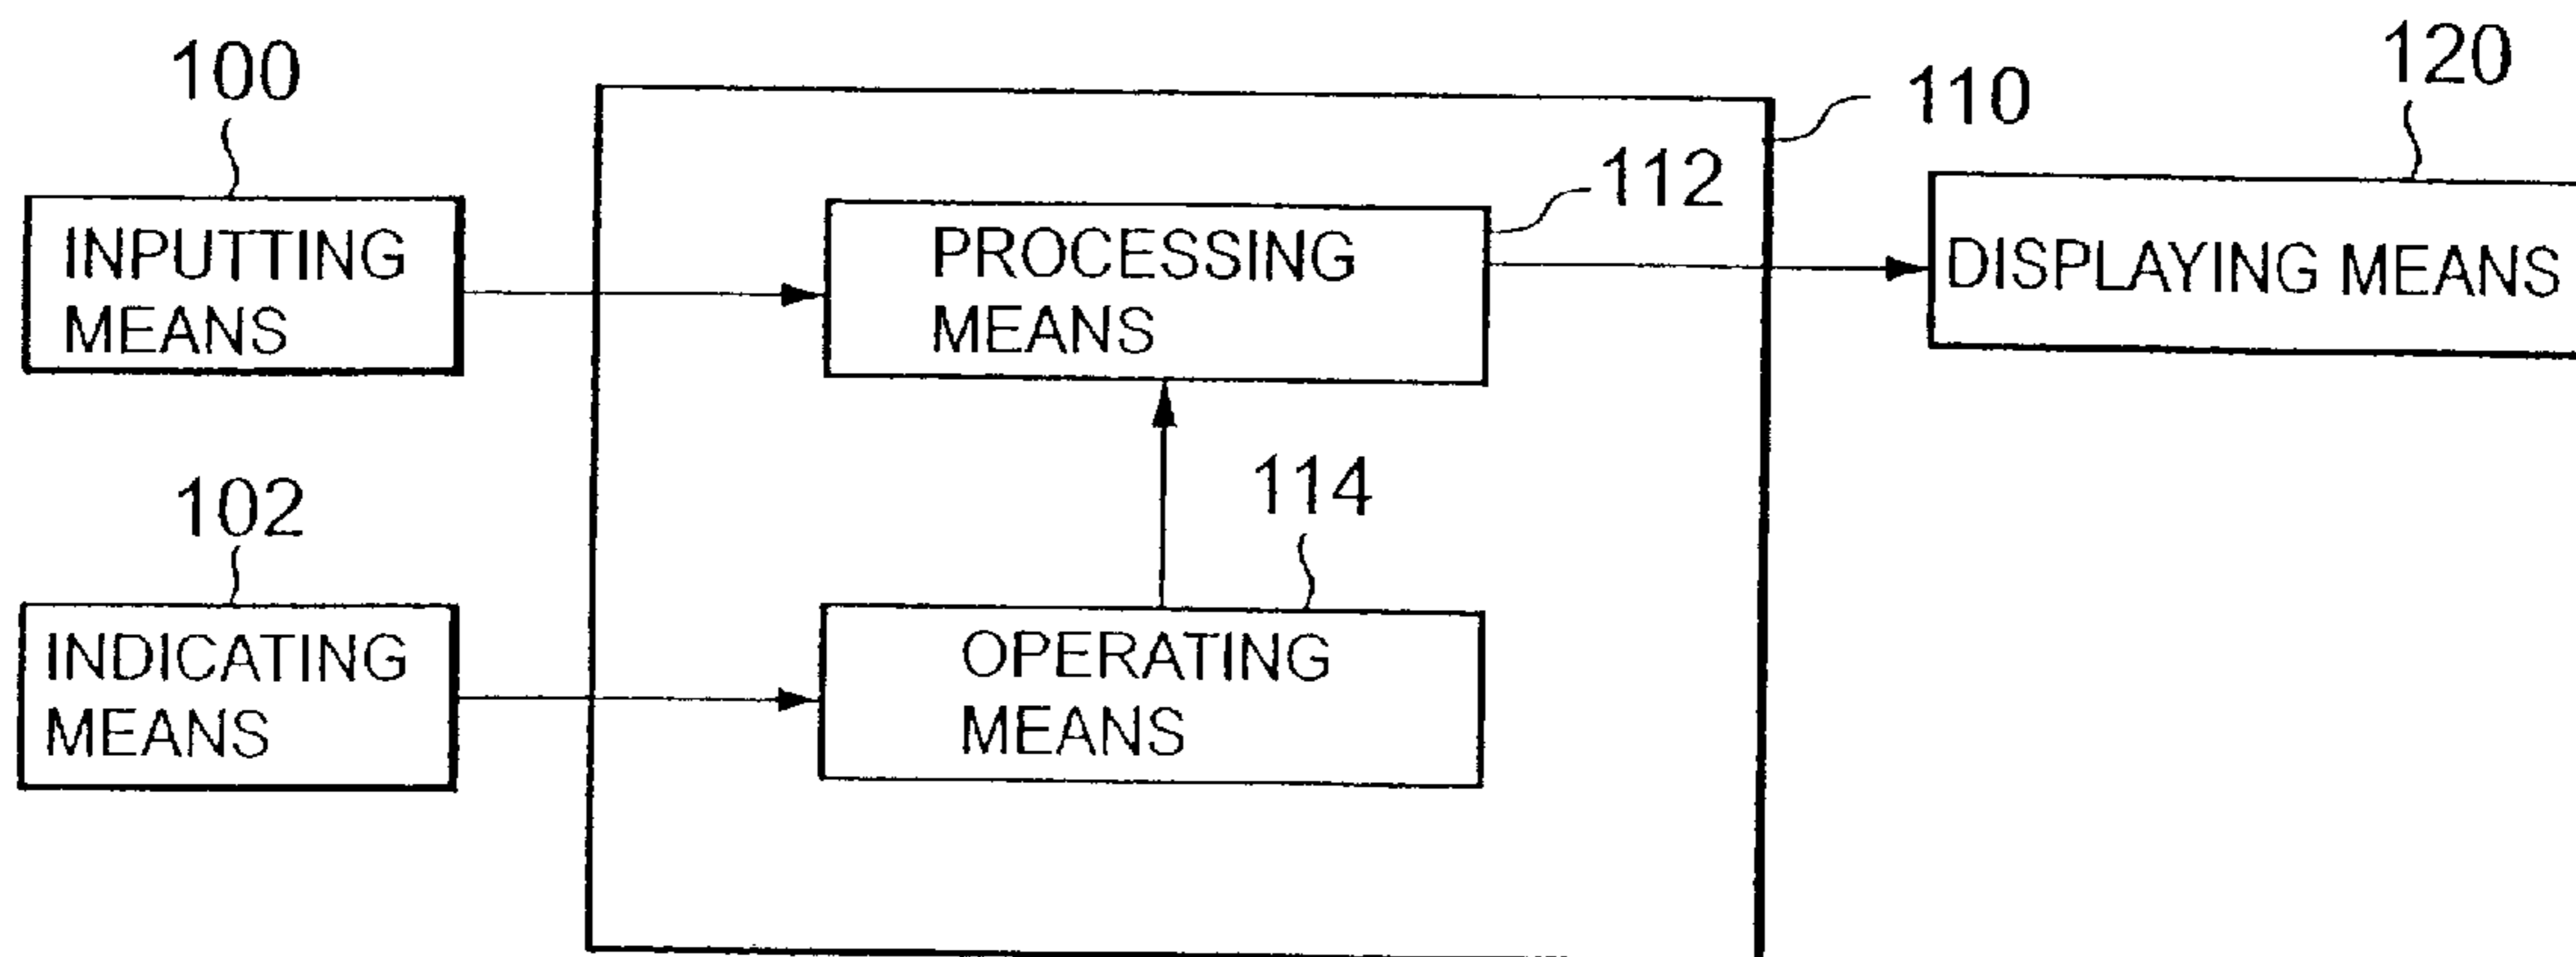 100
110
120
112
INPUTTING
MEANS
PROCESSING
MEANS
DISPLAYING MEANS
102
114
INDICATING
MEANS
OPERATING
MEANS